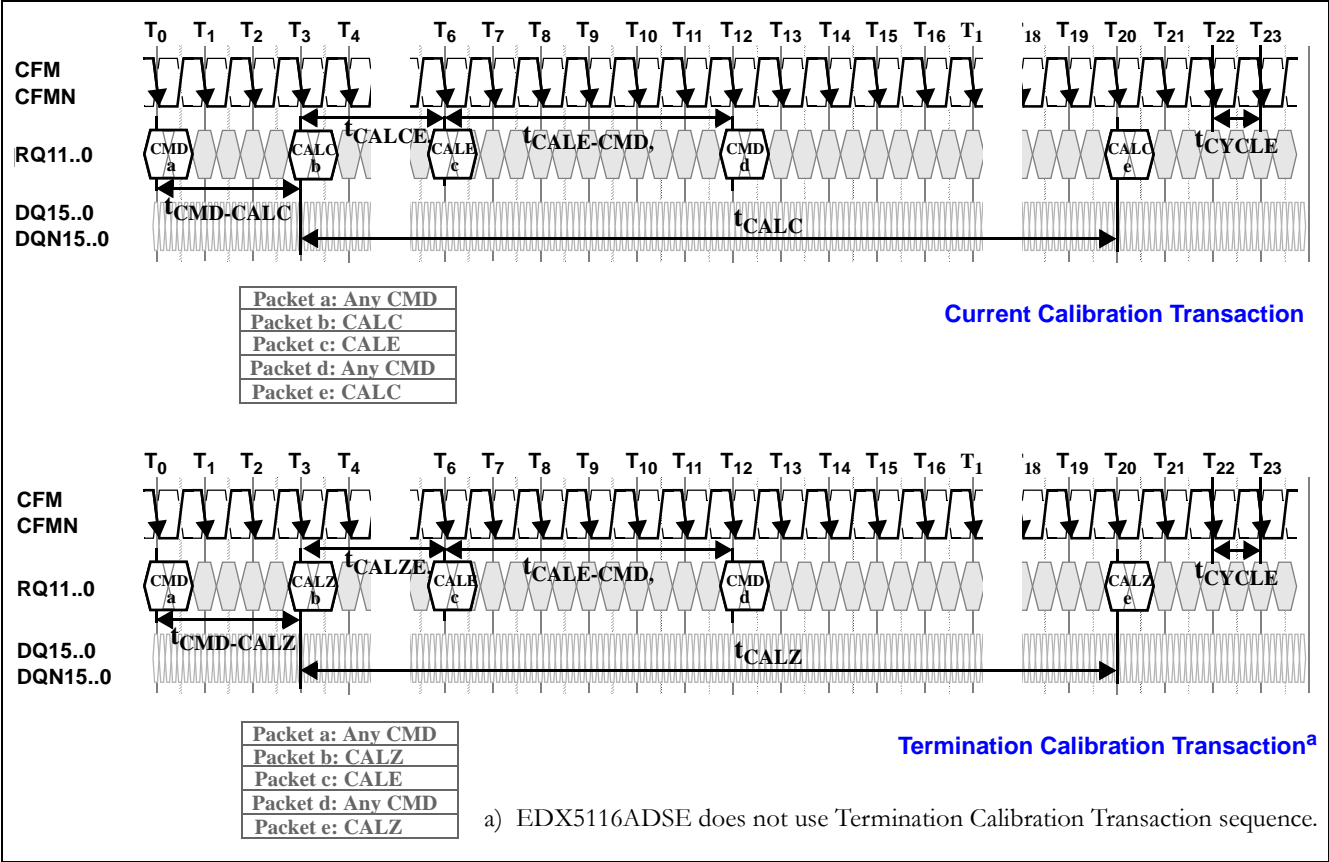 T0 T1 T2 T3 T4 T6 T7 T8 T9 T10 T11 T12 T13 T14 T15 T16 T1 18 T19 T20 T21 T22 T23
CFM
CFMN
tCALCE, tCALE-CMD, tCYCLE
RQ11..0 CMD a CALC b CALE c CMD d CALC e
tCMD-CALC
DQ15..0
DQN15..0
tCALC
Packet a: Any CMD
Packet b: CALC
Packet c: CALE
Packet d: Any CMD
Packet e: CALC
Current Calibration Transaction
T0 T1 T2 T3 T4 T6 T7 T8 T9 T10 T11 T12 T13 T14 T15 T16 T1 18 T19 T20 T21 T22 T23
CFM
CFMN
tCALZE, tCALE-CMD, tCYCLE
RQ11..0 CMD a CALZ b CALE c CMD d CALZ e
tCMD-CALZ
DQ15..0
DQN15..0
tCALZ
Packet a: Any CMD
Packet b: CALZ
Packet c: CALE
Packet d: Any CMD
Packet e: CALZ
Termination Calibration Transactiona
a) EDX5116ADSE does not use Termination Calibration Transaction sequence.